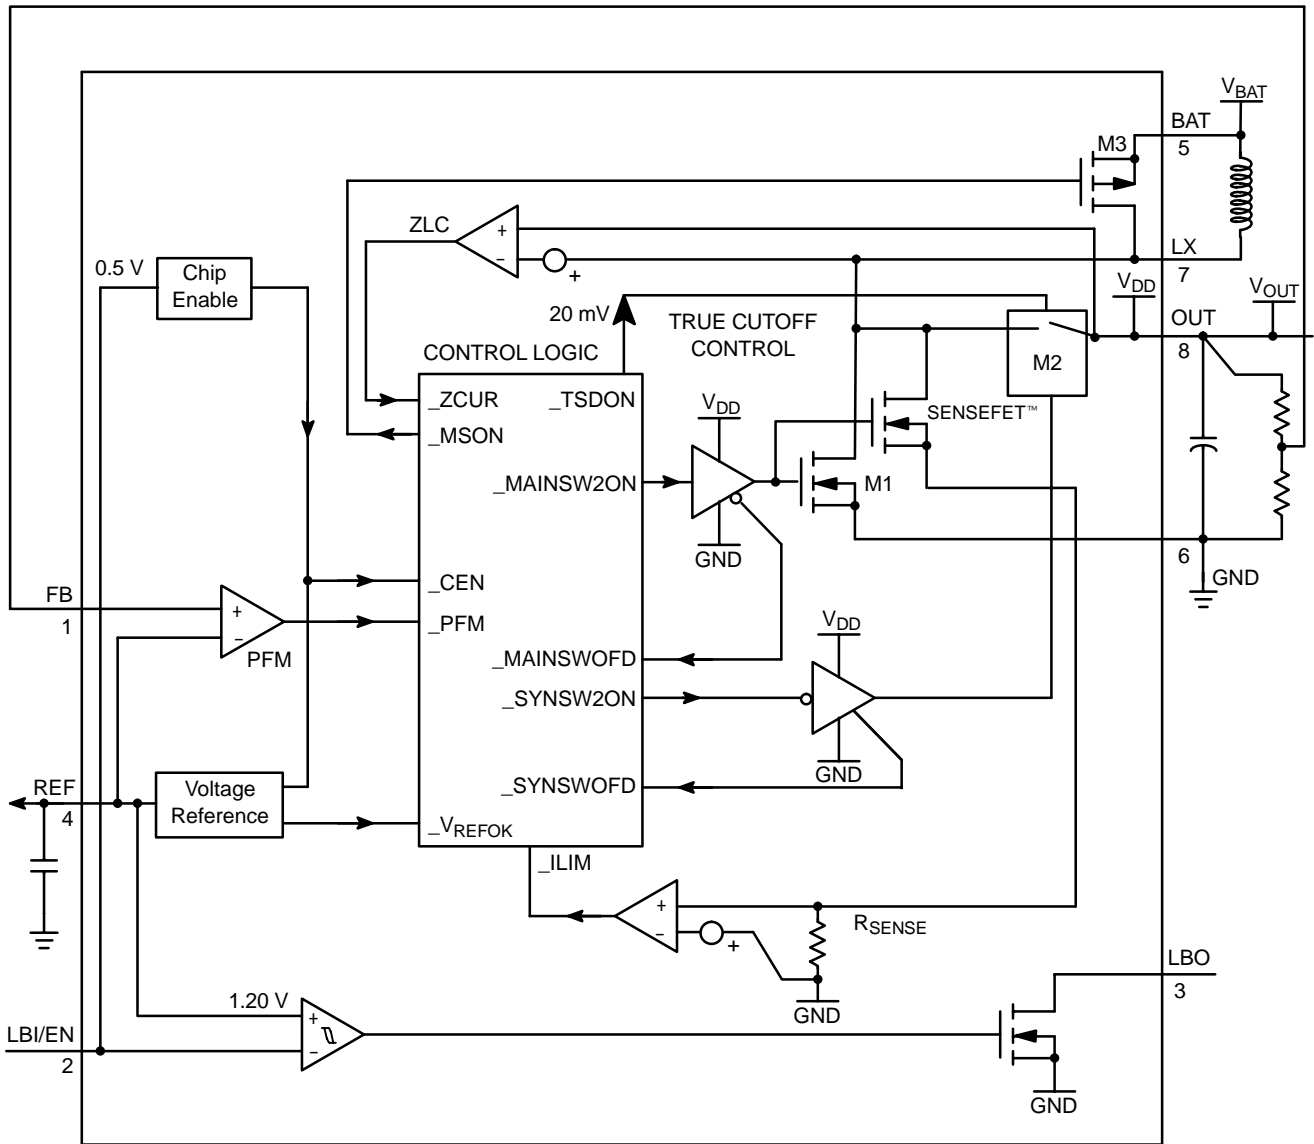 V_BAT
BAT
5
M3
ZLC
+
−
+
LX
7
0.5 V
Chip
Enable
20 mV
TRUE CUTOFF
CONTROL
V_DD
V_OUT
OUT
8
M2
CONTROL LOGIC
_ZCUR
_TSDON
_MSON
V_DD
SENSEFET™
_MAINSW2ON
M1
GND
6
GND
_CEN
FB
1
+
−
PFM
_PFM
V_DD
_MAINSWOFD
_SYNSW2ON
GND
_SYNSWOFD
REF
4
Voltage
Reference
_V_REFOK
_ILIM
+
−
+
R_SENSE
GND
LBO
3
1.20 V
+
−
LBI/EN
2
GND